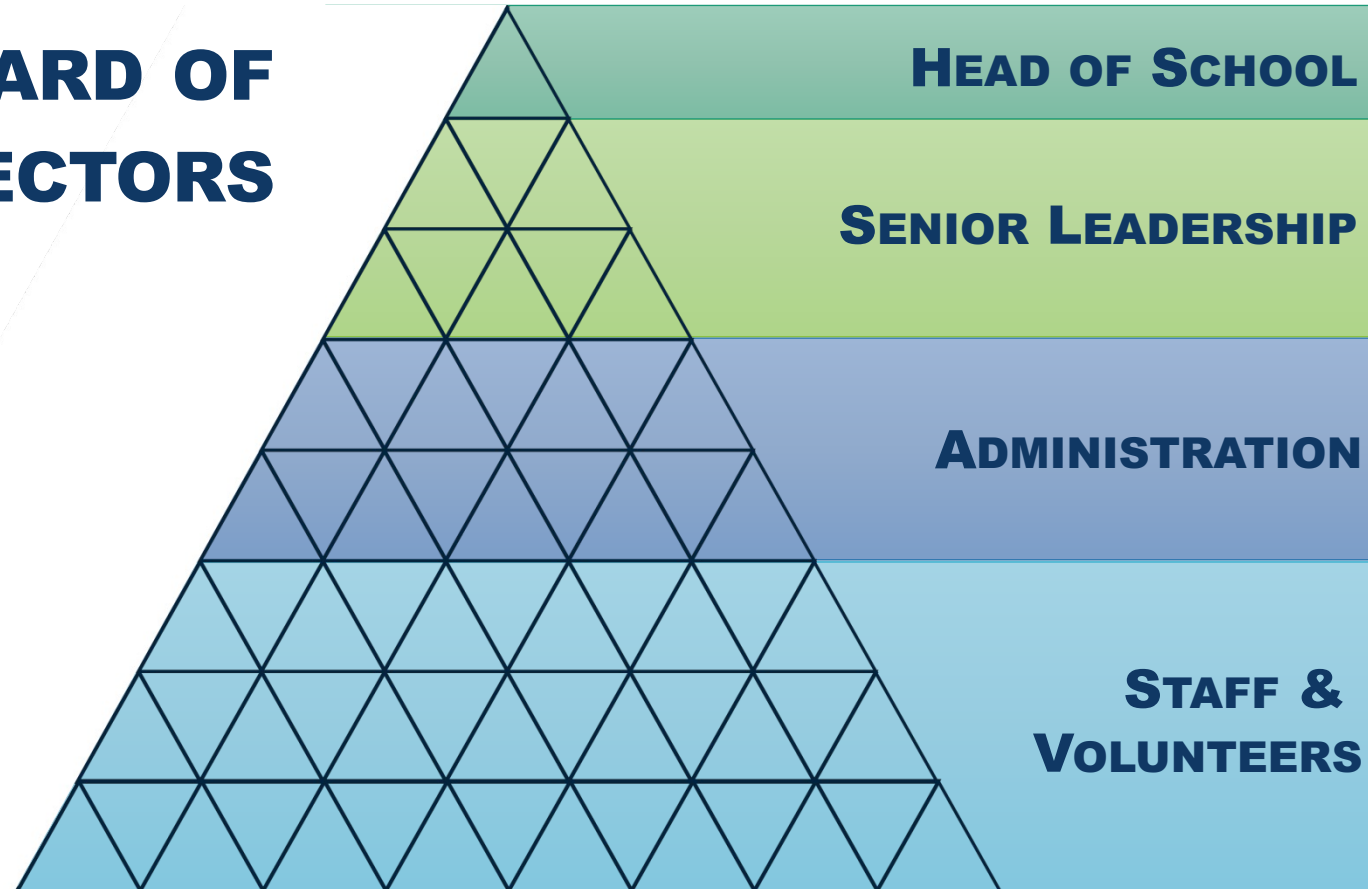 ARD OF
ECTORS
HEAD OF SCHOOL
SENIOR LEADERSHIP
ADMINISTRATION
STAFF &
VOLUNTEERS